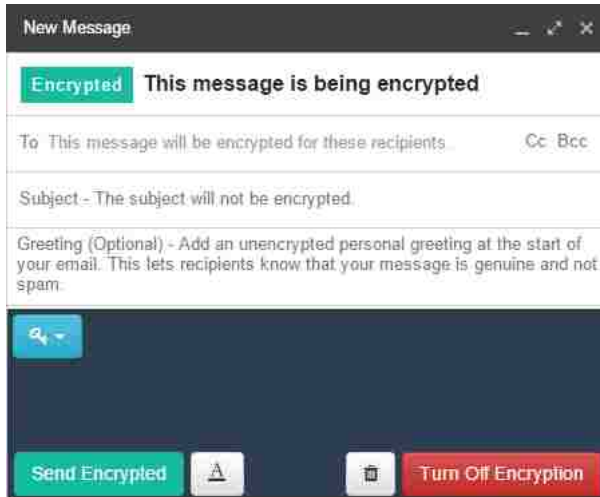 New Message
Encrypted This message is being encrypted
To This message will be encrypted for these recipients. Cc Bcc
Subject - The subject will not be encrypted.
Greeting (Optional) - Add an unencrypted personal greeting at the start of
your email. This lets recipients know that your message is genuine and not
spam.
Send Encrypted A Turn Off Encryption